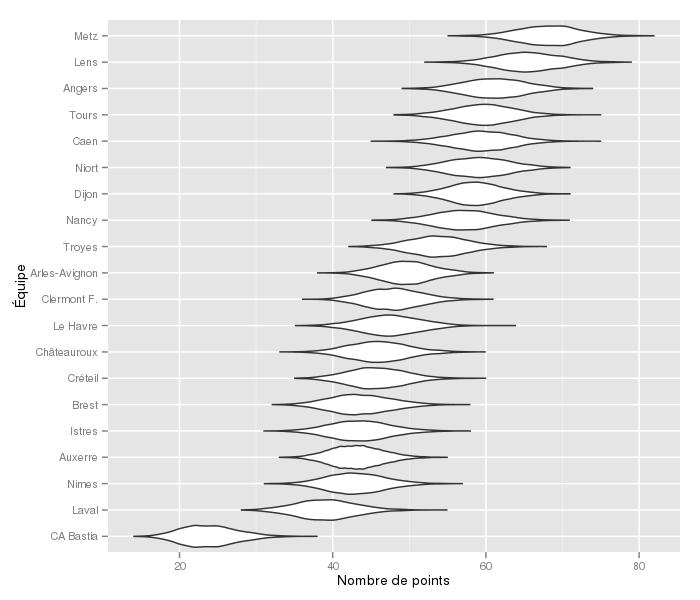 Metz
Lens
Angers
Tours
Caen
Niort
Dijon
Nancy
Troyes
Arles-Avignon
Clermont F.
Le Havre
Châteauroux
Créteil
Brest
Istres
Auxerre
Nimes
Laval
CA Bastia
Équipe
20 40 60 80
Nombre de points